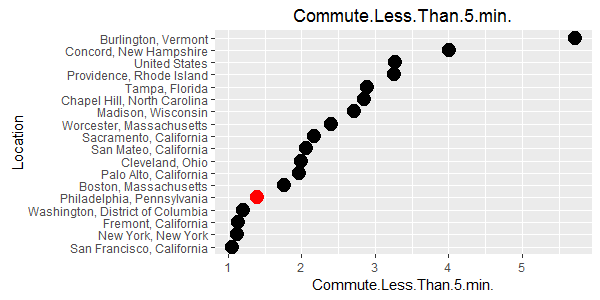 Commute.Less.Than.5.min.
Location
Burlington, Vermont
Concord, New Hampshire
United States
Providence, Rhode Island
Tampa, Florida
Chapel Hill, North Carolina
Madison, Wisconsin
Worcester, Massachusetts
Sacramento, California
San Mateo, California
Cleveland, Ohio
Palo Alto, California
Boston, Massachusetts
Philadelphia, Pennsylvania
Washington, District of Columbia
Fremont, California
New York, New York
San Francisco, California
1 2 3 4 5
Commute.Less.Than.5.min.